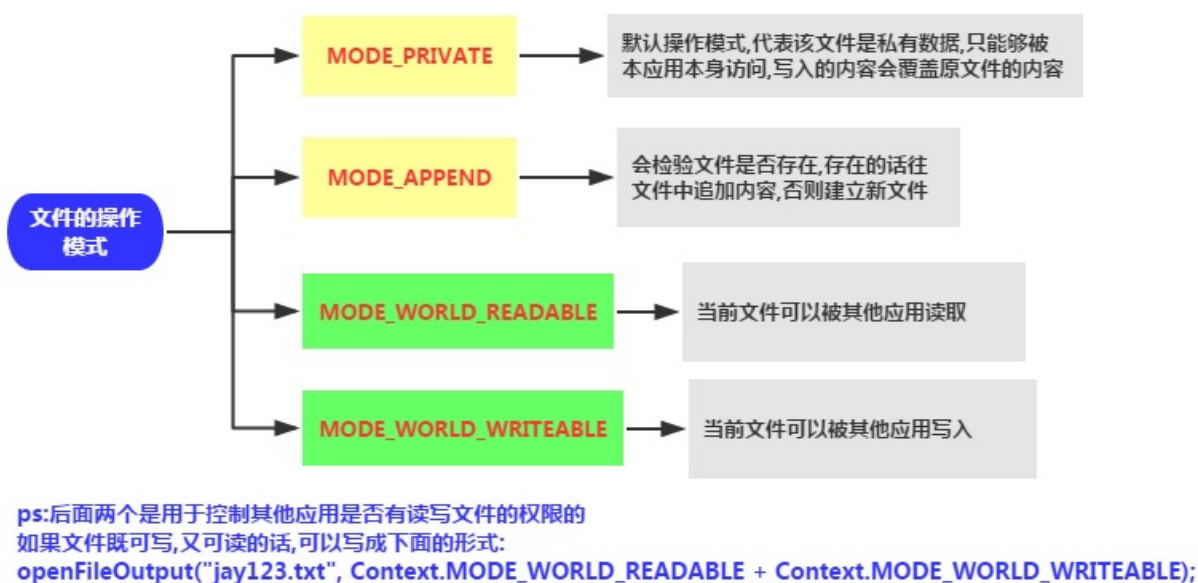 MODE_PRIVATE
默认操作模式,代表该文件是私有数据,只能够被
本应用本身访问,写入的内容会覆盖原文件的内容
MODE_APPEND
会检验文件是否存在,存在的话往
文件中追加内容,否则建立新文件
文件的操作
模式
MODE_WORLD_READABLE
当前文件可以被其他应用读取
MODE_WORLD_WRITEABLE
当前文件可以被其他应用写入
ps:后面两个是用于控制其他应用是否有读写文件的权限的
如果文件既可写,又可读的话,可以写成下面的形式:
openFileOutput("jay123.txt", Context.MODE_WORLD_READABLE + Context.MODE_WORLD_WRITEABLE);